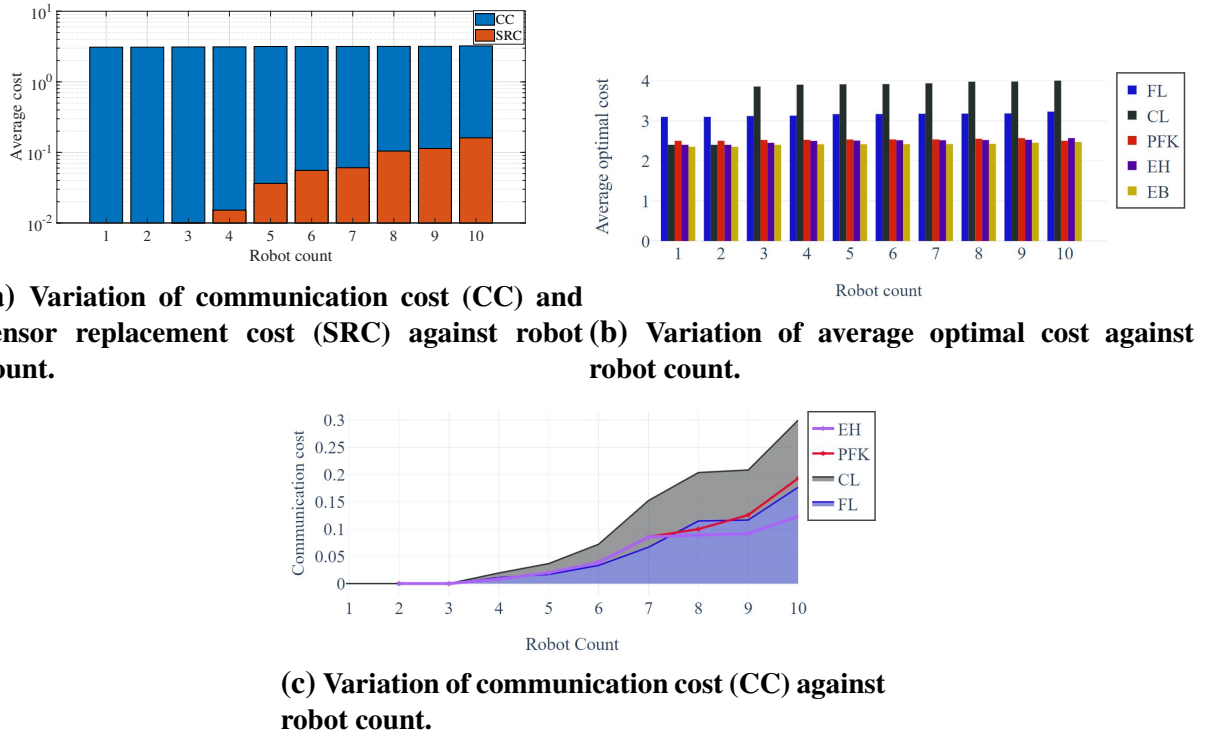 10^1
10^0
10^-1
10^-2
Average cost
CC
SRC
1 2 3 4 5 6 7 8 9 10
Robot count
) Variation of communication cost (CC) and
ensor replacement cost (SRC) against robot
ount.
4
3
2
1
0
Average optimal cost
FL
CL
PFK
EH
EB
1 2 3 4 5 6 7 8 9 10
Robot count
(b) Variation of average optimal cost against
robot count.
0.3
0.25
0.2
0.15
0.1
0.05
0
Communication cost
EH
PFK
CL
FL
1 2 3 4 5 6 7 8 9 10
Robot Count
(c) Variation of communication cost (CC) against
robot count.